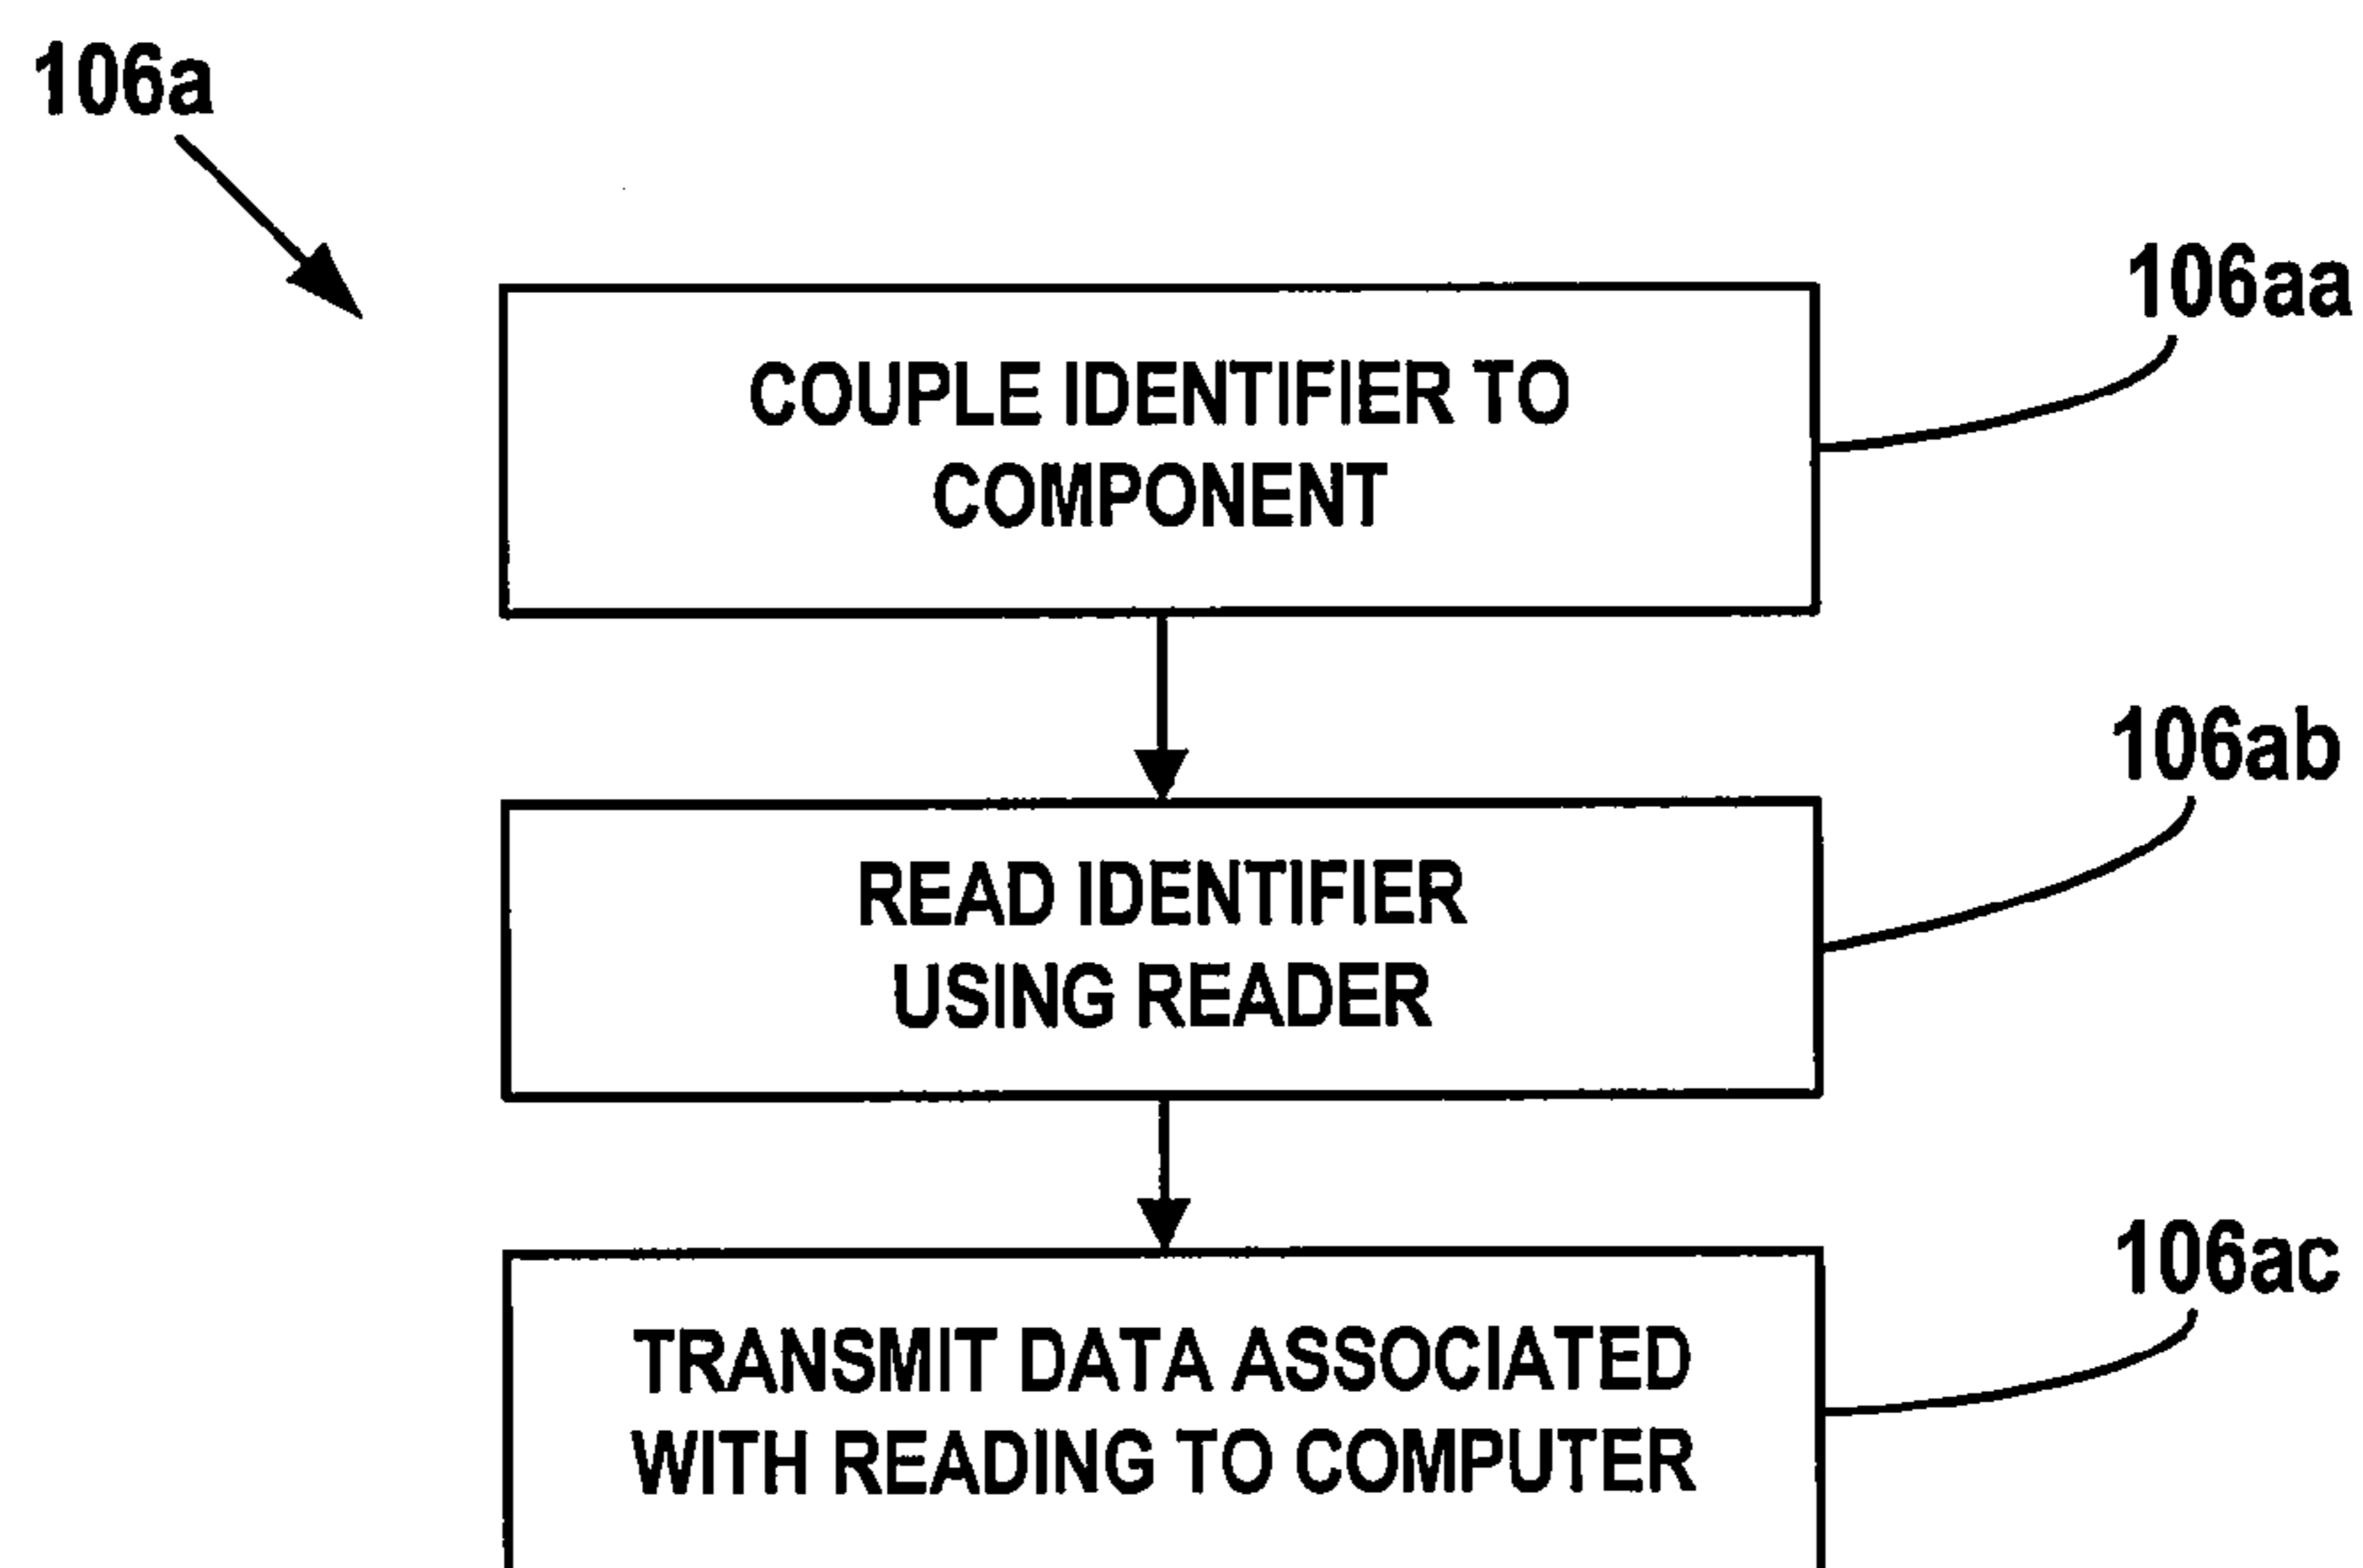 106a
106aa
COUPLE IDENTIFIER TO
COMPONENT
106ab
READ IDENTIFIER
USING READER
106ac
TRANSMIT DATA ASSOCIATED
WITH READING TO COMPUTER